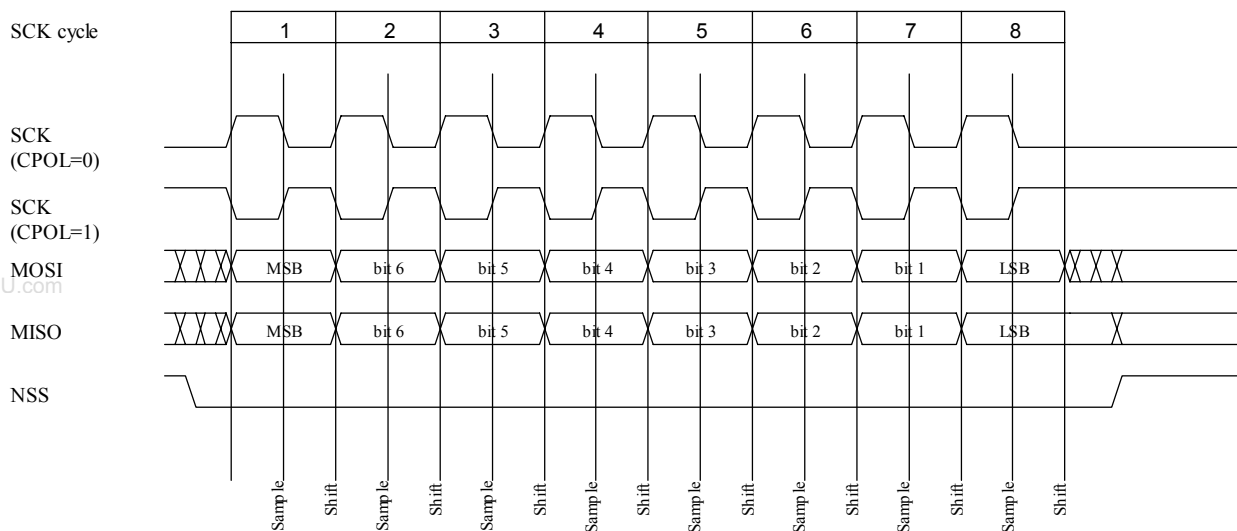 SCK cycle 1 2 3 4 5 6 7 8
SCK
(CPOL=0)
SCK
(CPOL=1)
MOSI MSB bit 6 bit 5 bit 4 bit 3 bit 2 bit 1 LSB
U.com
MISO MSB bit 6 bit 5 bit 4 bit 3 bit 2 bit 1 LSB
NSS
Sample Shift Sample Shift Sample Shift Sample Shift Sample Shift Sample Shift Sample Shift Sample Shift